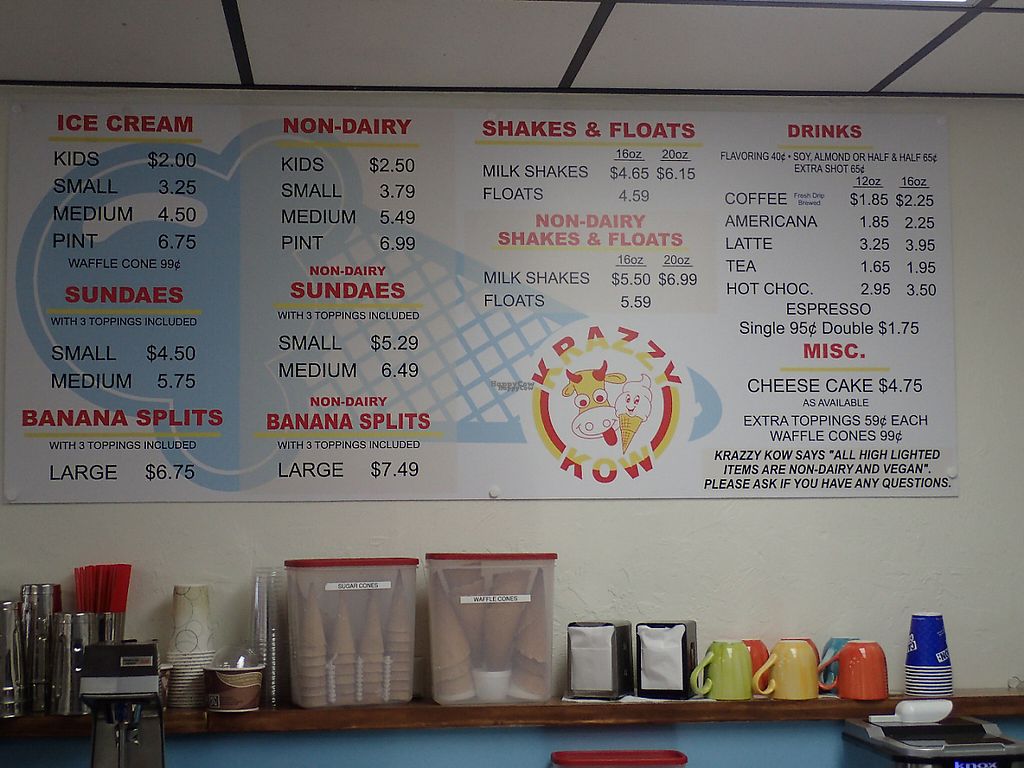 ICE CREAM
KIDS $2.00
SMALL 3.25
MEDIUM 4.50
PINT 6.75
WAFFLE CONE 99¢
SUNDAES
WITH 3 TOPPINGS INCLUDED
SMALL $4.50
MEDIUM 5.75
BANANA SPLITS
WITH 3 TOPPINGS INCLUDED
LARGE $6.75
NON-DAIRY
KIDS $2.50
SMALL 3.79
MEDIUM 5.49
PINT 6.99
NON-DAIRY
SUNDAES
WITH 3 TOPPINGS INCLUDED
SMALL $5.29
MEDIUM 6.49
NON-DAIRY
BANANA SPLITS
WITH 3 TOPPINGS INCLUDED
LARGE $7.49
SHAKES & FLOATS
16oz 20oz
MILK SHAKES $4.65 $6.15
FLOATS 4.59
NON-DAIRY
SHAKES & FLOATS
16oz 20oz
MILK SHAKES $5.50 $6.99
FLOATS 5.59
KRAZZY
KOW
HappyCow
HappyCow
DRINKS
FLAVORING 40¢ • SOY, ALMOND OR HALF & HALF 65¢
EXTRA SHOT 65¢
12oz 16oz
COFFEE Fresh Drip Brewed $1.85 $2.25
AMERICANA 1.85 2.25
LATTE 3.25 3.95
TEA 1.65 1.95
HOT CHOC. 2.95 3.50
ESPRESSO
Single 95¢ Double $1.75
MISC.
CHEESE CAKE $4.75
AS AVAILABLE
EXTRA TOPPINGS 59¢ EACH
WAFFLE CONES 99¢
KRAZZY KOW SAYS "ALL HIGH LIGHTED
ITEMS ARE NON-DAIRY AND VEGAN".
PLEASE ASK IF YOU HAVE ANY QUESTIONS.
SUGAR CONES
WAFFLE CONES
knox